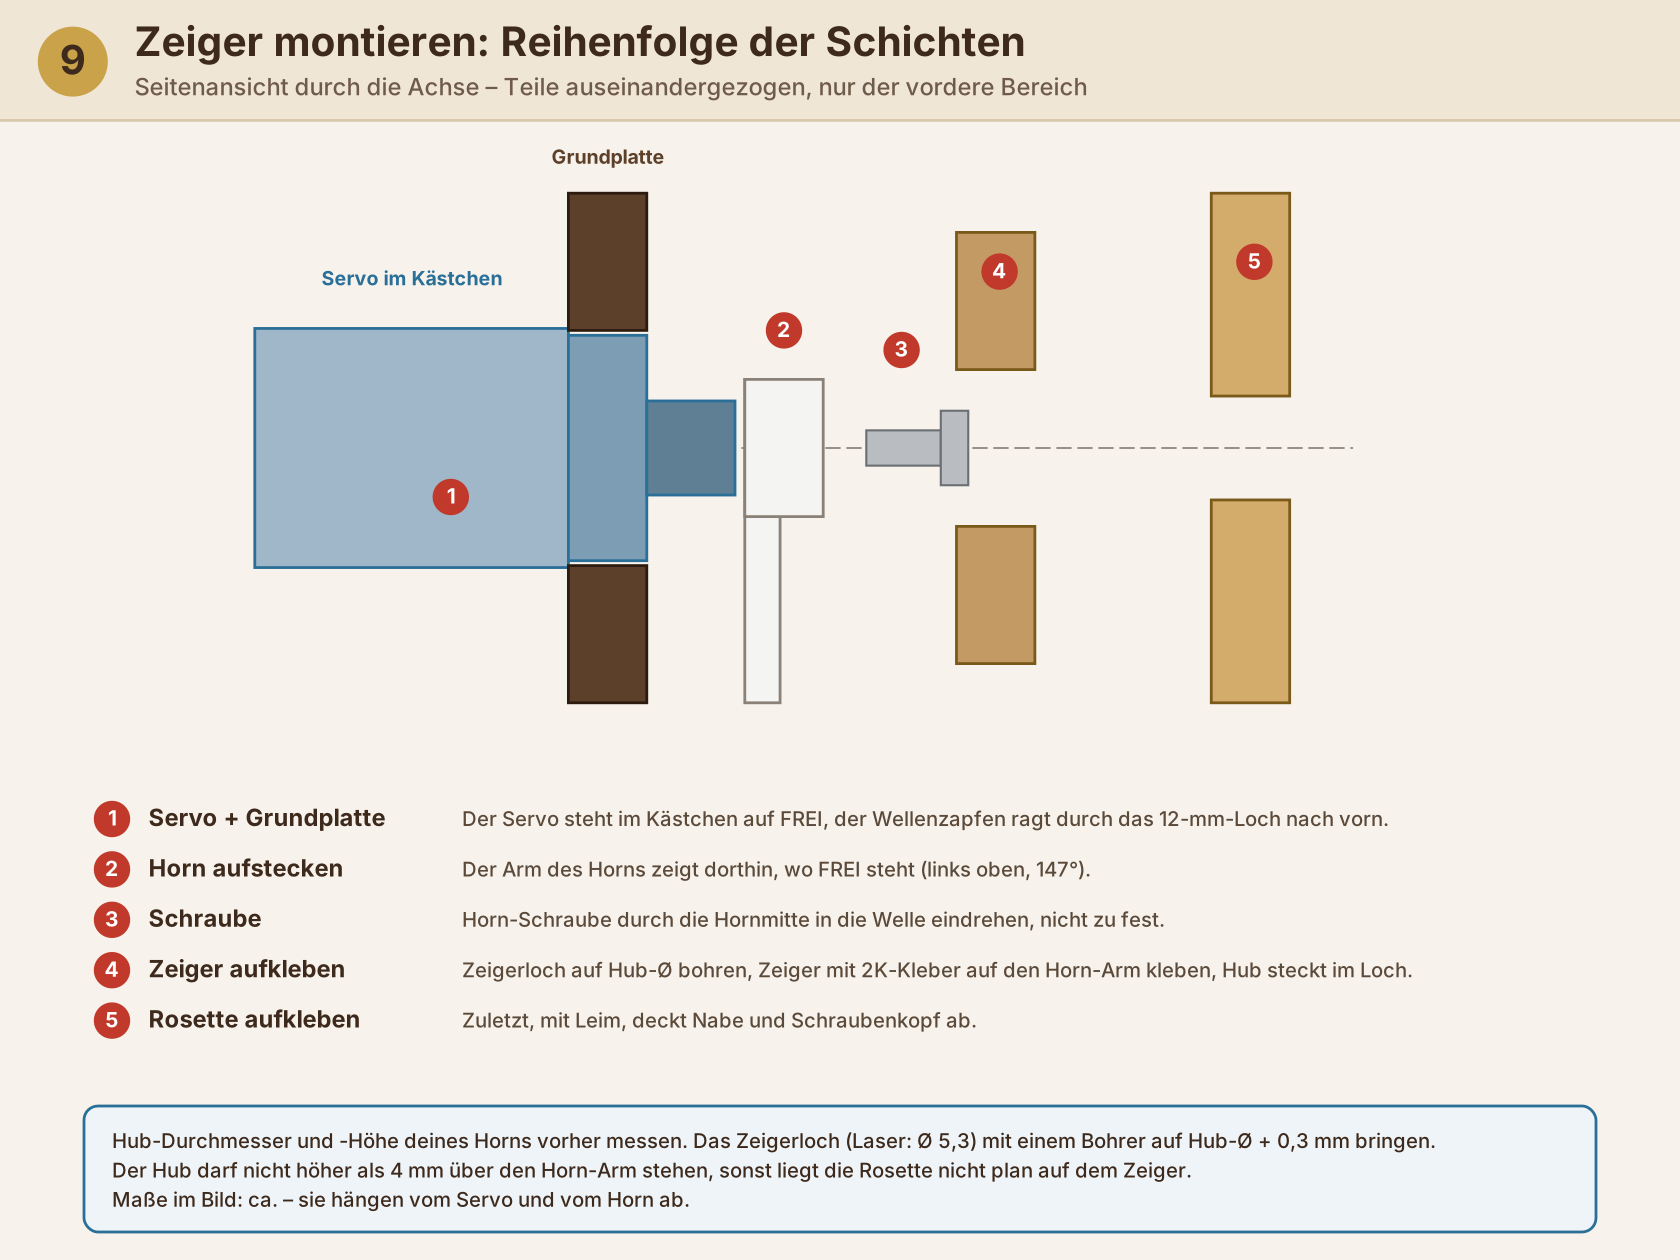 9
Zeiger montieren: Reihenfolge der Schichten
Seitenansicht durch die Achse – Teile auseinandergezogen, nur der vordere Bereich
Grundplatte
Servo im Kästchen
1
2
3
4
5
1 Servo + Grundplatte Der Servo steht im Kästchen auf FREI, der Wellenzapfen ragt durch das 12-mm-Loch nach vorn.
2 Horn aufstecken Der Arm des Horns zeigt dorthin, wo FREI steht (links oben, 147°).
3 Schraube Horn-Schraube durch die Hornmitte in die Welle eindrehen, nicht zu fest.
4 Zeiger aufkleben Zeigerloch auf Hub-Ø bohren, Zeiger mit 2K-Kleber auf den Horn-Arm kleben, Hub steckt im Loch.
5 Rosette aufkleben Zuletzt, mit Leim, deckt Nabe und Schraubenkopf ab.
Hub-Durchmesser und -Höhe deines Horns vorher messen. Das Zeigerloch (Laser: Ø 5,3) mit einem Bohrer auf Hub-Ø + 0,3 mm bringen.
Der Hub darf nicht höher als 4 mm über den Horn-Arm stehen, sonst liegt die Rosette nicht plan auf dem Zeiger.
Maße im Bild: ca. – sie hängen vom Servo und vom Horn ab.